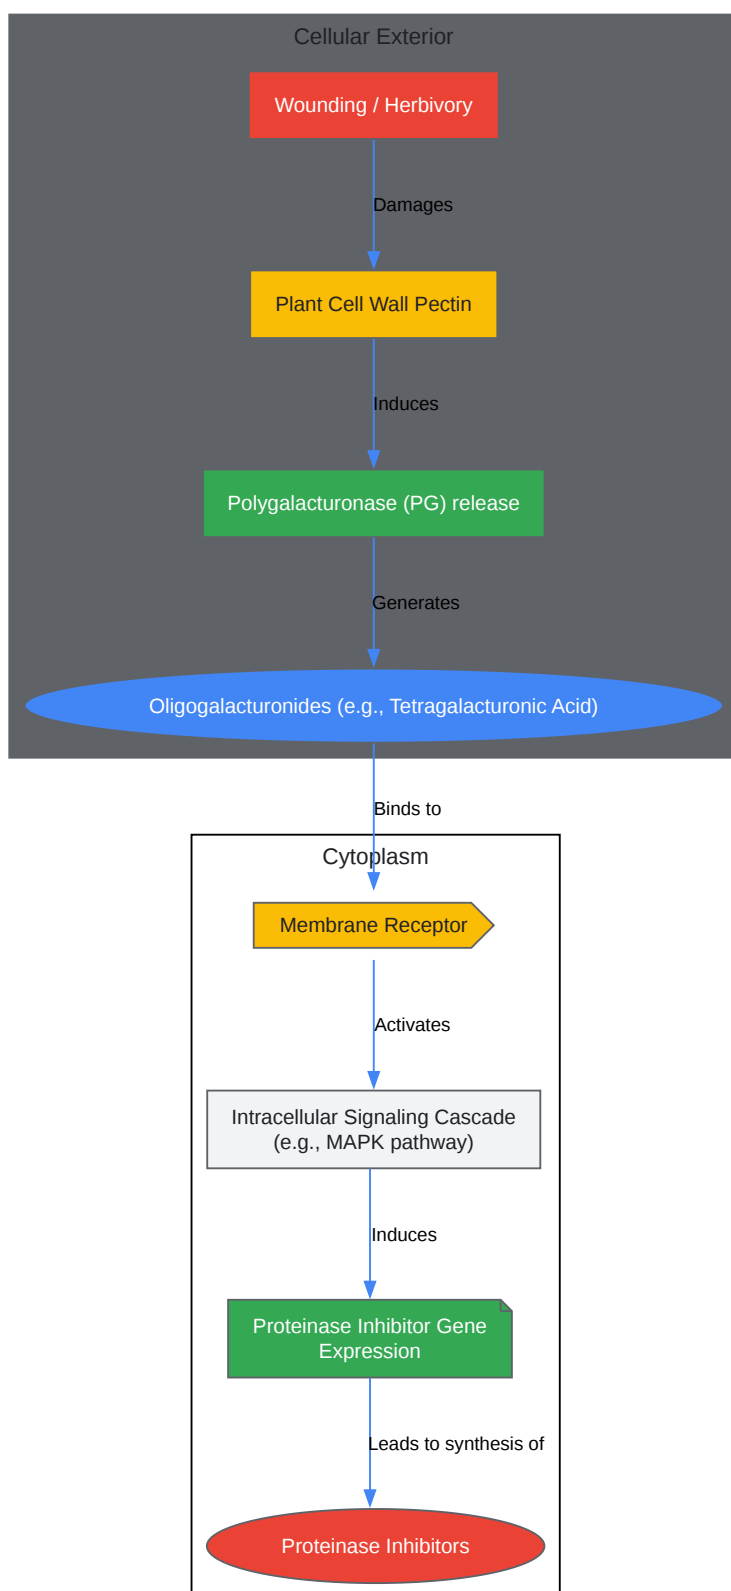 Cellular Exterior
Wounding / Herbivory
Damages
Plant Cell Wall Pectin
Induces
Polygalacturonase (PG) release
Generates
Oligogalacturonides (e.g., Tetragalacturonic Acid)
Binds to
Cytoplasm
Membrane Receptor
Activates
Intracellular Signaling Cascade
(e.g., MAPK pathway)
Induces
Proteinase Inhibitor Gene
Expression
Leads to synthesis of
Proteinase Inhibitors